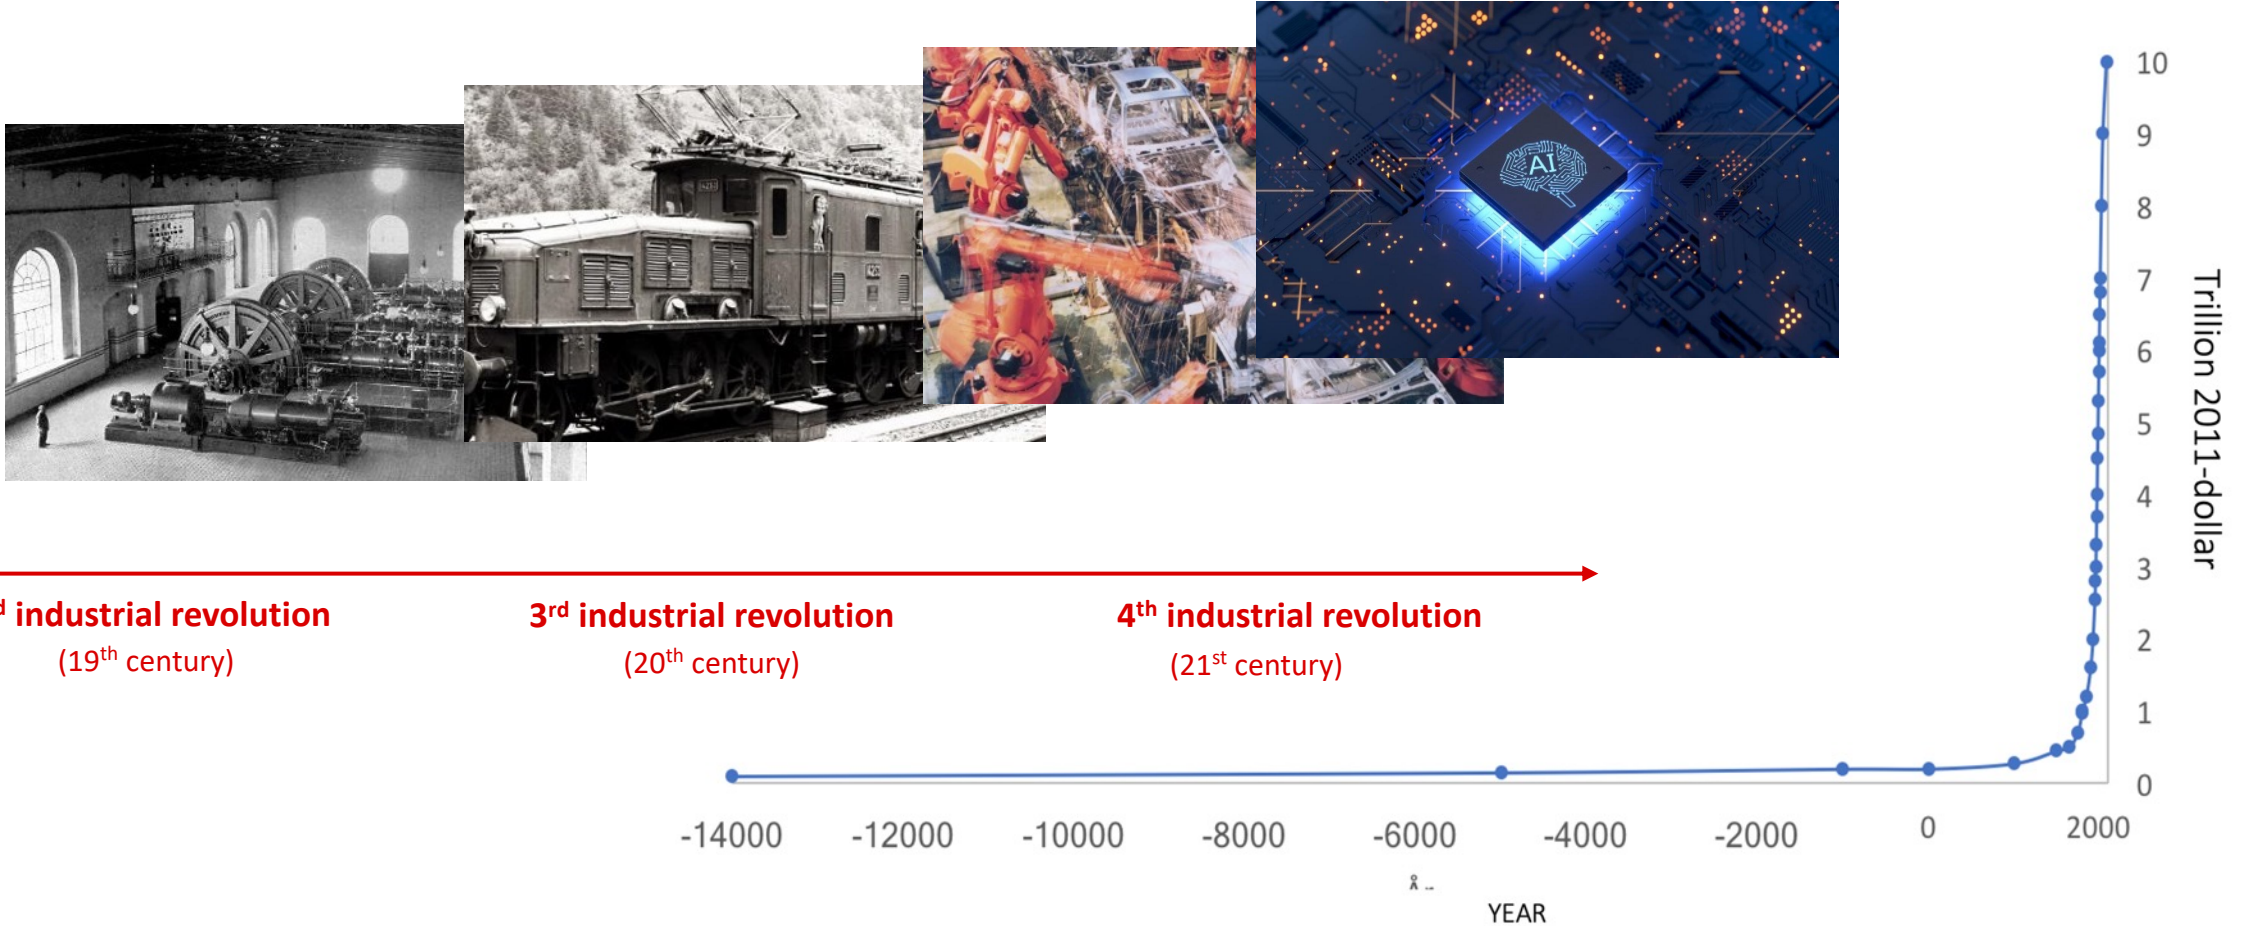 AI
d industrial revolution
(19th century)
3rd industrial revolution
(20th century)
4th industrial revolution
(21st century)
10
9
8
7
6
5
4
3
2
1
0
Trillion 2011-dollar
-14000 -12000 -10000 -8000 -6000 -4000 -2000 0 2000
YEAR